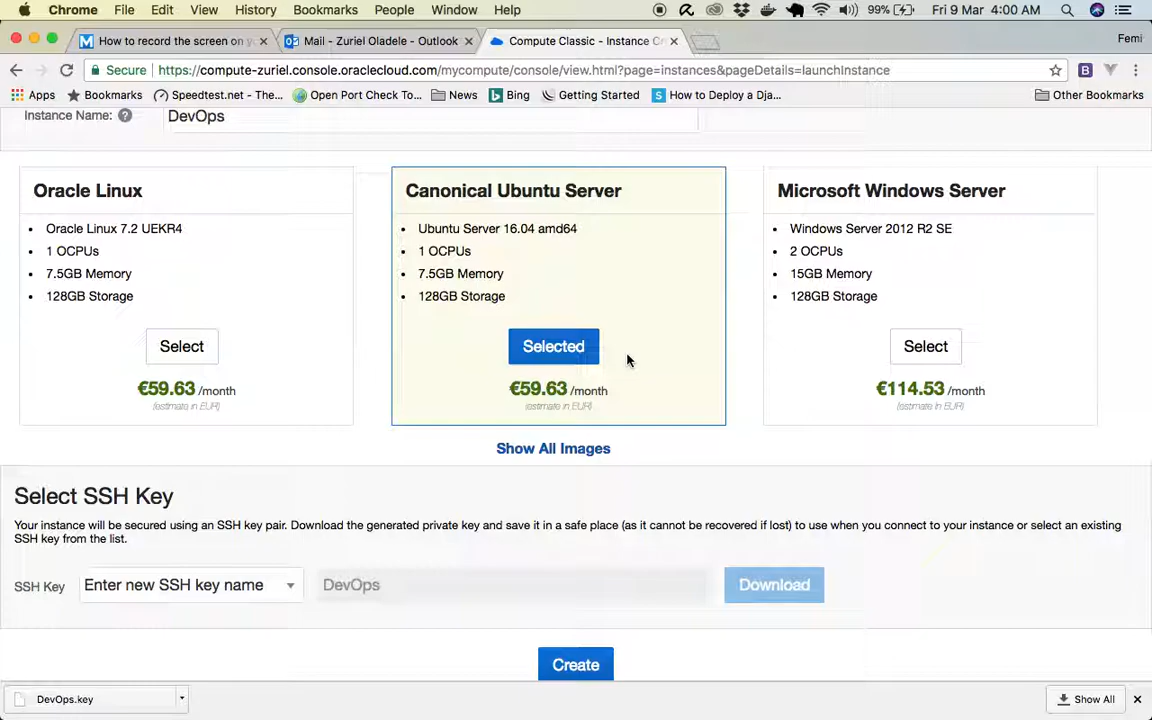 Chrome File Edit View History Bookmarks People Window Help 99% Fri 9 Mar 4:00 AM
How to record the screen on yo Mail - Zuriel Oladele - Outlook Compute Classic - Instance Cr Femi
Secure https://compute-zuriel.console.oraclecloud.com/mycompute/console/view.html?page=instances&pageDetails=launchInstance
Apps Bookmarks Speedtest.net - The... Open Port Check To... News Bing Getting Started How to Deploy a Dja... Other Bookmarks
Instance Name: DevOps
Oracle Linux
Oracle Linux 7.2 UEKR4
1 OCPUs
7.5GB Memory
128GB Storage
Select
€59.63 /month
(estimate in EUR)
Canonical Ubuntu Server
Ubuntu Server 16.04 amd64
1 OCPUs
7.5GB Memory
128GB Storage
Selected
€59.63 /month
(estimate in EUR)
Microsoft Windows Server
Windows Server 2012 R2 SE
2 OCPUs
15GB Memory
128GB Storage
Select
€114.53 /month
(estimate in EUR)
Show All Images
Select SSH Key
Your instance will be secured using an SSH key pair. Download the generated private key and save it in a safe place (as it cannot be recovered if lost) to use when you connect to your instance or select an existing
SSH key from the list.
SSH Key Enter new SSH key name DevOps Download
Create
DevOps.key Show All